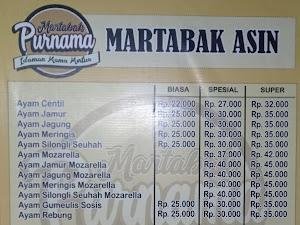 Martabak
Purnama
Idaman Mama Mertua
MARTABAK ASIN
BIASA SPESIAL SUPER
Ayam Centil Rp. 22.000 Rp. 27.000 Rp. 32.000
Ayam Jamur Rp. 25.000 Rp. 30.000 Rp. 35.000
Ayam Jagung Rp. 25.000 Rp. 30.000 Rp. 35.000
Ayam Meringis Rp. 25.000 Rp. 30.000 Rp. 35.000
Ayam Silongli Seuhah Rp. 25.000 Rp. 30.000 Rp. 35.000
Ayam Mozarella Rp. 37.000 Rp. 42.000
Ayam Jamur Mozarella Rp. 40.000 Rp. 45.000
Ayam Jagung Mozarella Rp. 40.000 Rp. 45.000
Ayam Meringis Mozarella Rp. 40.000 Rp. 45.000
Ayam Silongli Seuhah Mozarella Rp. 40.000 Rp. 45.000
Ayam Gumeulis Sosis Rp. 25.000 Rp. 30.000 Rp. 35.000
Ayam Rebung Rp. 25.000 Rp. 30.000 Rp. 35.000